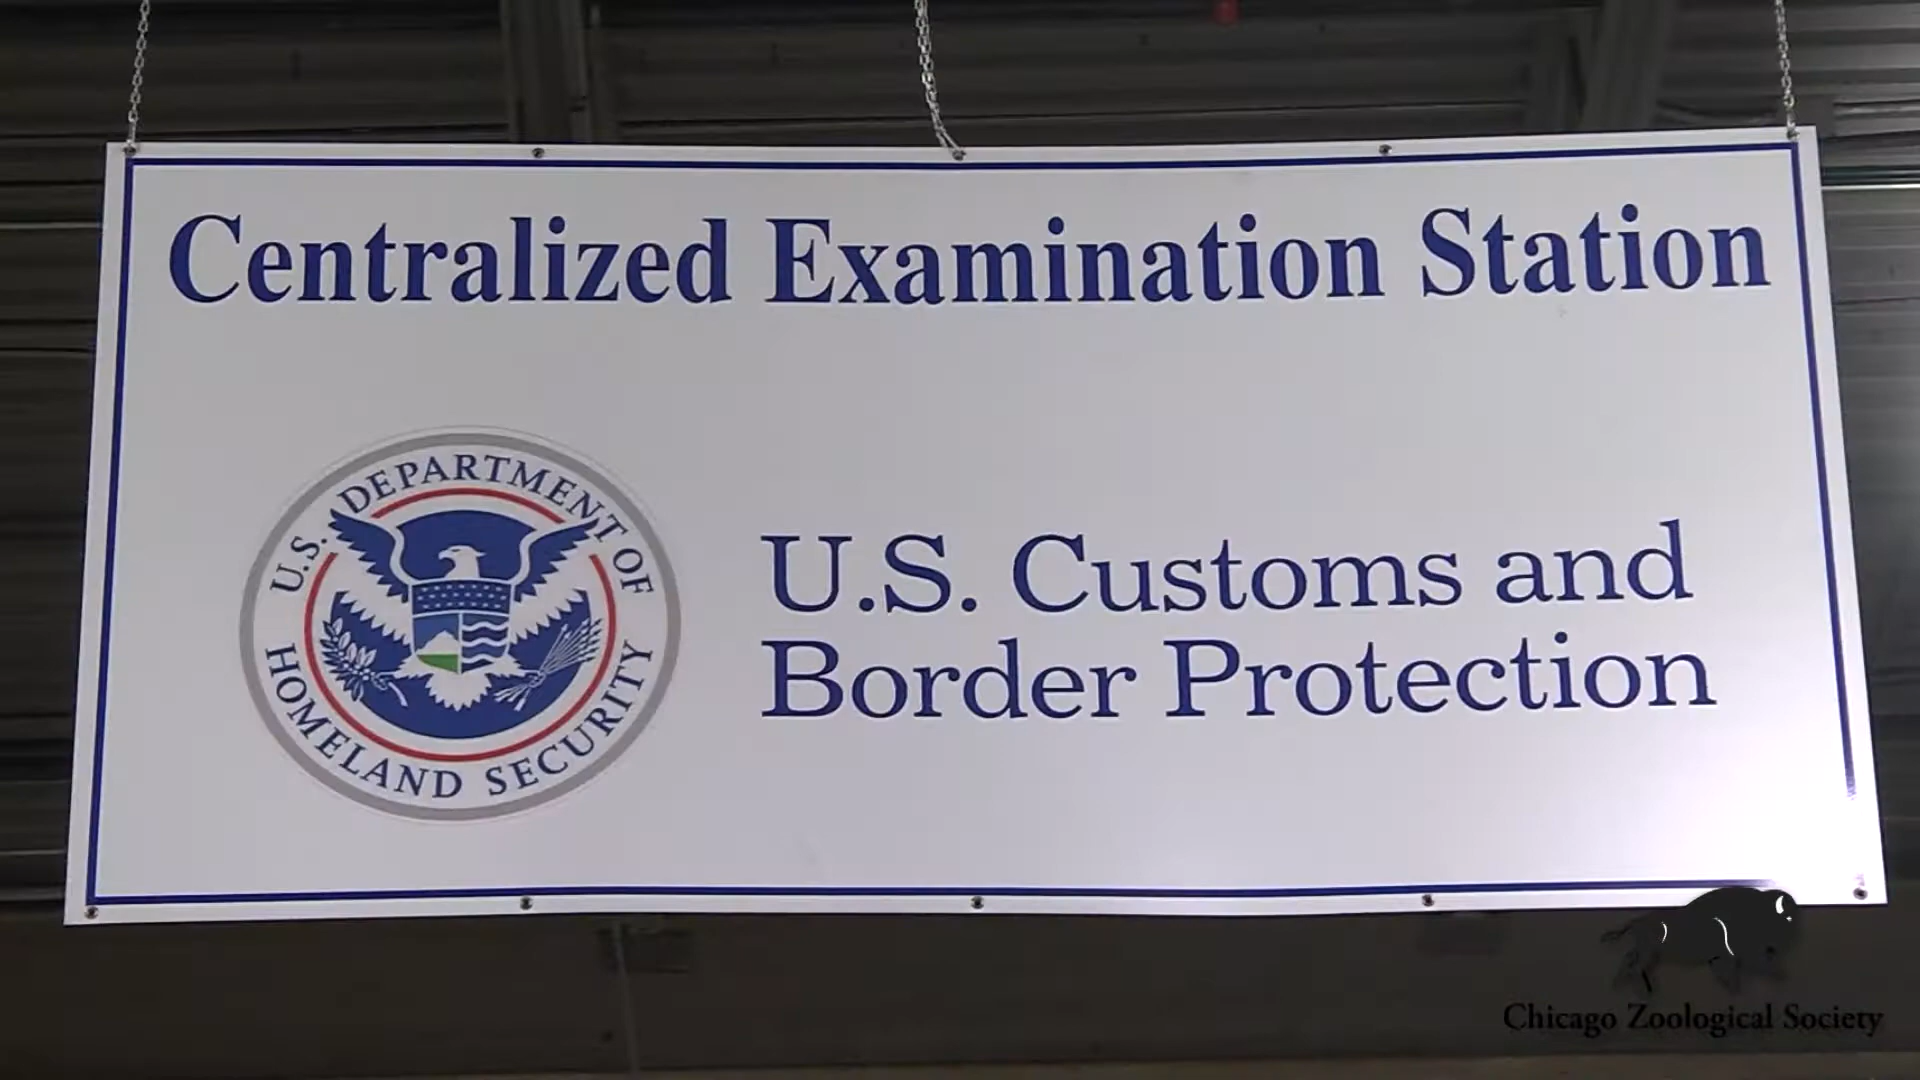 Centralized Examination Station
U.S. DEPARTMENT OF
HOMELAND SECURITY
U.S. Customs and
Border Protection
Chicago Zoological Society